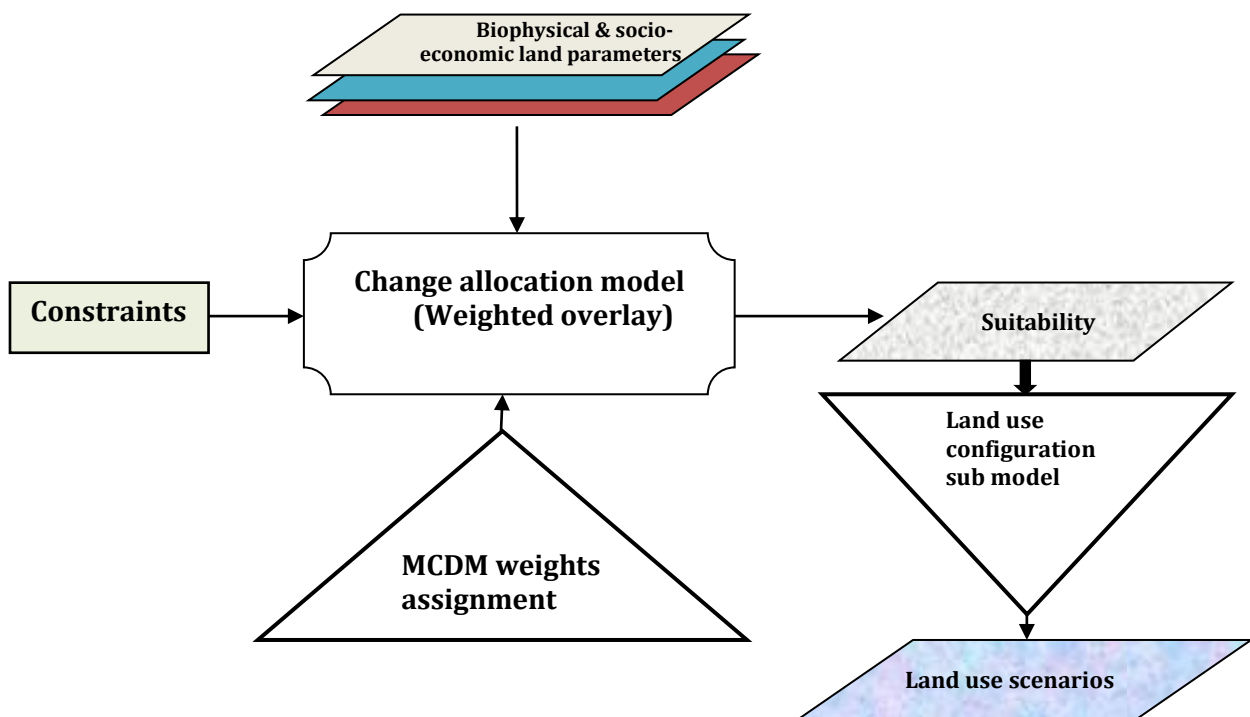 Biophysical & socio-
economic land parameters
Constraints
Change allocation model
(Weighted overlay)
Suitability
Land use
configuration
sub model
MCDM weights
assignment
Land use scenarios